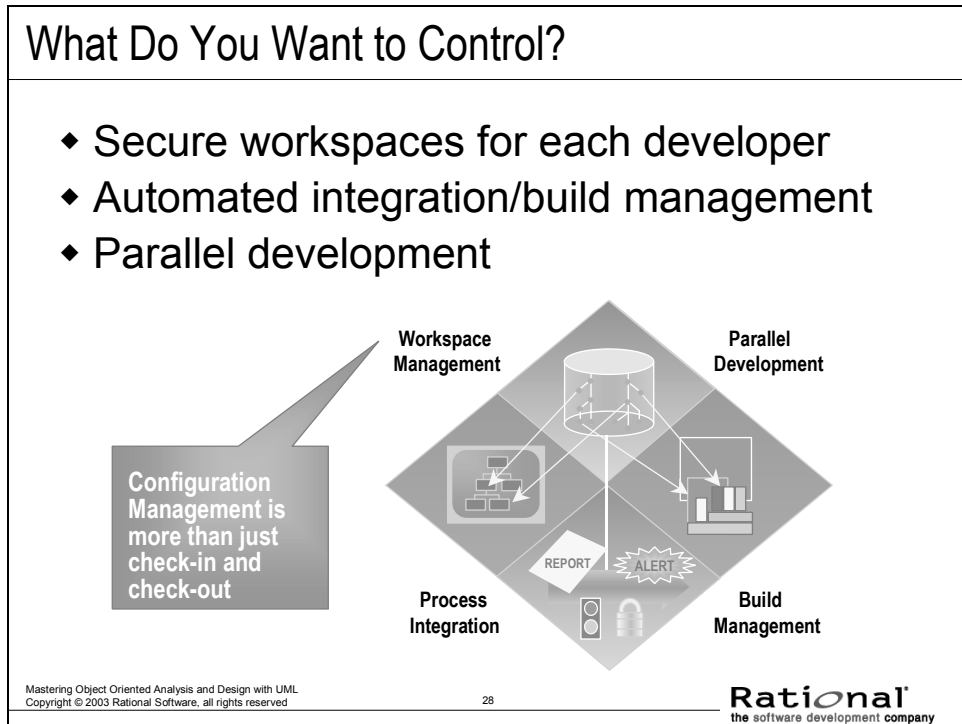 What Do You Want to Control?
◆ Secure workspaces for each developer
◆ Automated integration/build management
◆ Parallel development
Workspace
Management
Parallel
Development
Configuration
Management is
more than just
check-in and
check-out
REPORT
ALERT
Process
Integration
Build
Management
Mastering Object Oriented Analysis and Design with UML
Copyright © 2003 Rational Software, all rights reserved
28
Rational
the software development company